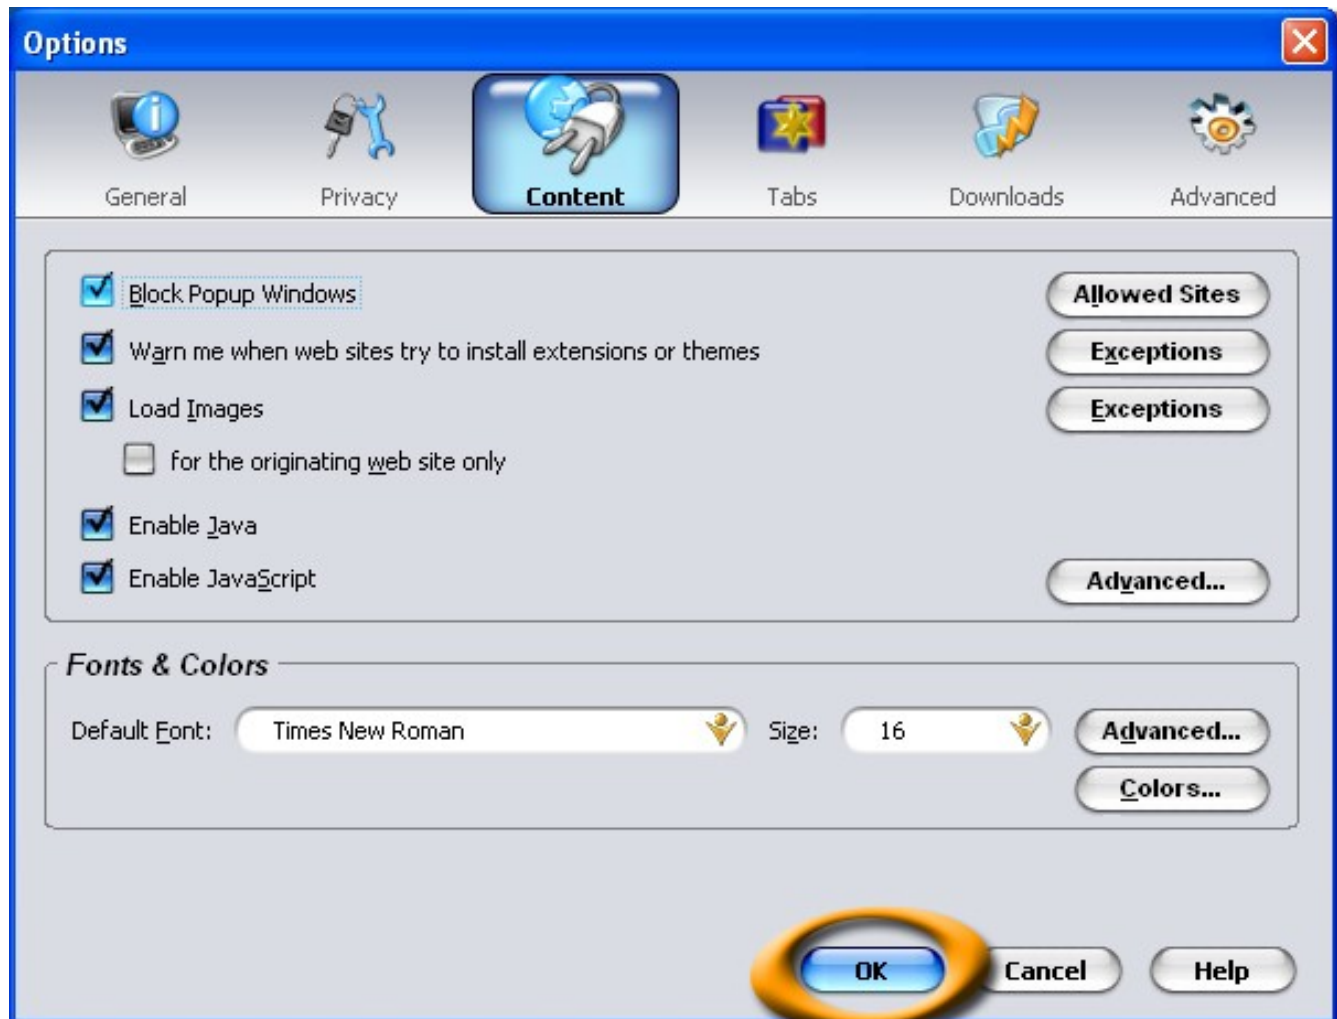 Options
General Privacy Content Tabs Downloads Advanced
Block Popup Windows Allowed Sites
Warn me when web sites try to install extensions or themes Exceptions
Load Images Exceptions
for the originating web site only
Enable Java
Enable JavaScript Advanced...
Fonts & Colors
Default Font: Times New Roman Size: 16 Advanced...
Colors...
OK Cancel Help